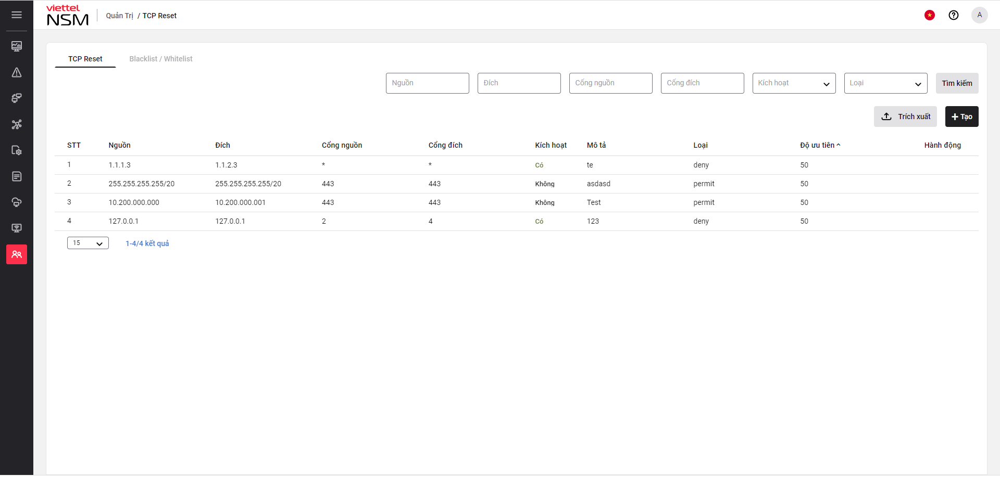 viettel
NSM
Quản Trị / TCP Reset
A
TCP Reset
Blacklist / Whitelist
Nguồn
Đích
Cổng nguồn
Cổng đích
Kích hoạt
Loại
Tìm kiếm
Trích xuất
+ Tạo
STT Nguồn Đích Cổng nguồn Cổng đích Kích hoạt Mô tả Loại Độ ưu tiên Hành động
1 1.1.1.3 1.1.2.3 * * Có te deny 50
2 255.255.255.255/20 255.255.255.255/20 443 443 Không asdasd permit 50
3 10.200.000.000 10.200.000.001 443 443 Không Test permit 50
4 127.0.0.1 127.0.0.1 2 4 Có 123 deny 50
15
1-4/4 kết quả